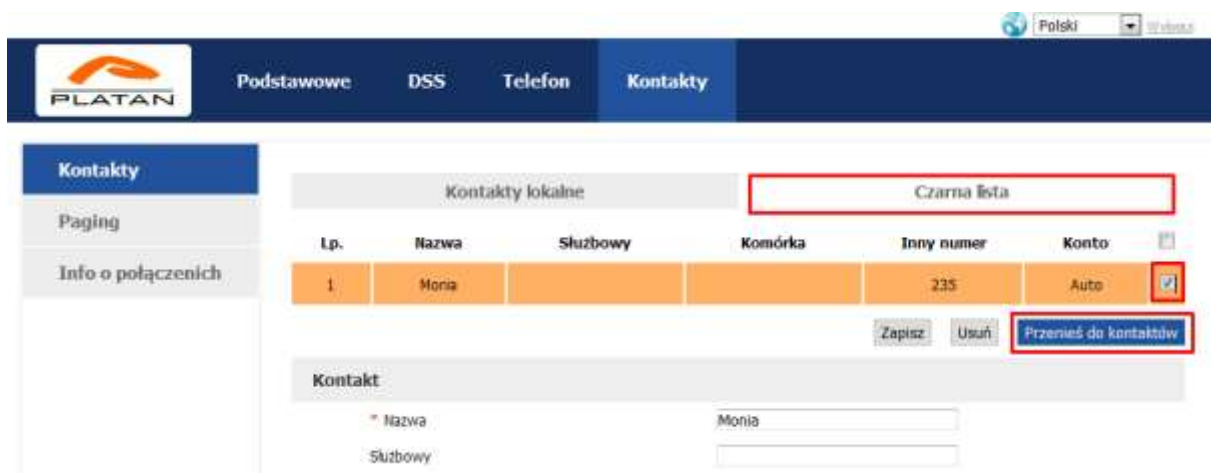 Polski
PLATAN
Podstawowe DSS Telefon Kontakty
Kontakty
Paging
Info o połączenich
Kontakty lokalne Czarna lista
Lp. Nazwa Służbowy Komórka Inny numer Konto
1 Monia 235 Auto
Zapisz Usuń Przenieś do kontaktów
Kontakt
* Nazwa Monia
Służbowy